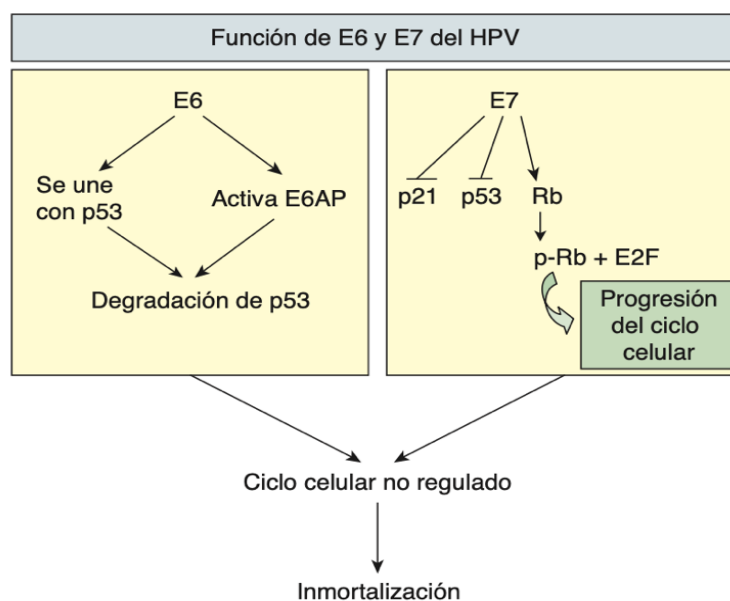 Función de E6 y E7 del HPV
E6
Se une
con p53
Activa E6AP
Degradación de p53
E7
p21
p53
Rb
p-Rb + E2F
Progresión
del ciclo
celular
Ciclo celular no regulado
Inmortalización